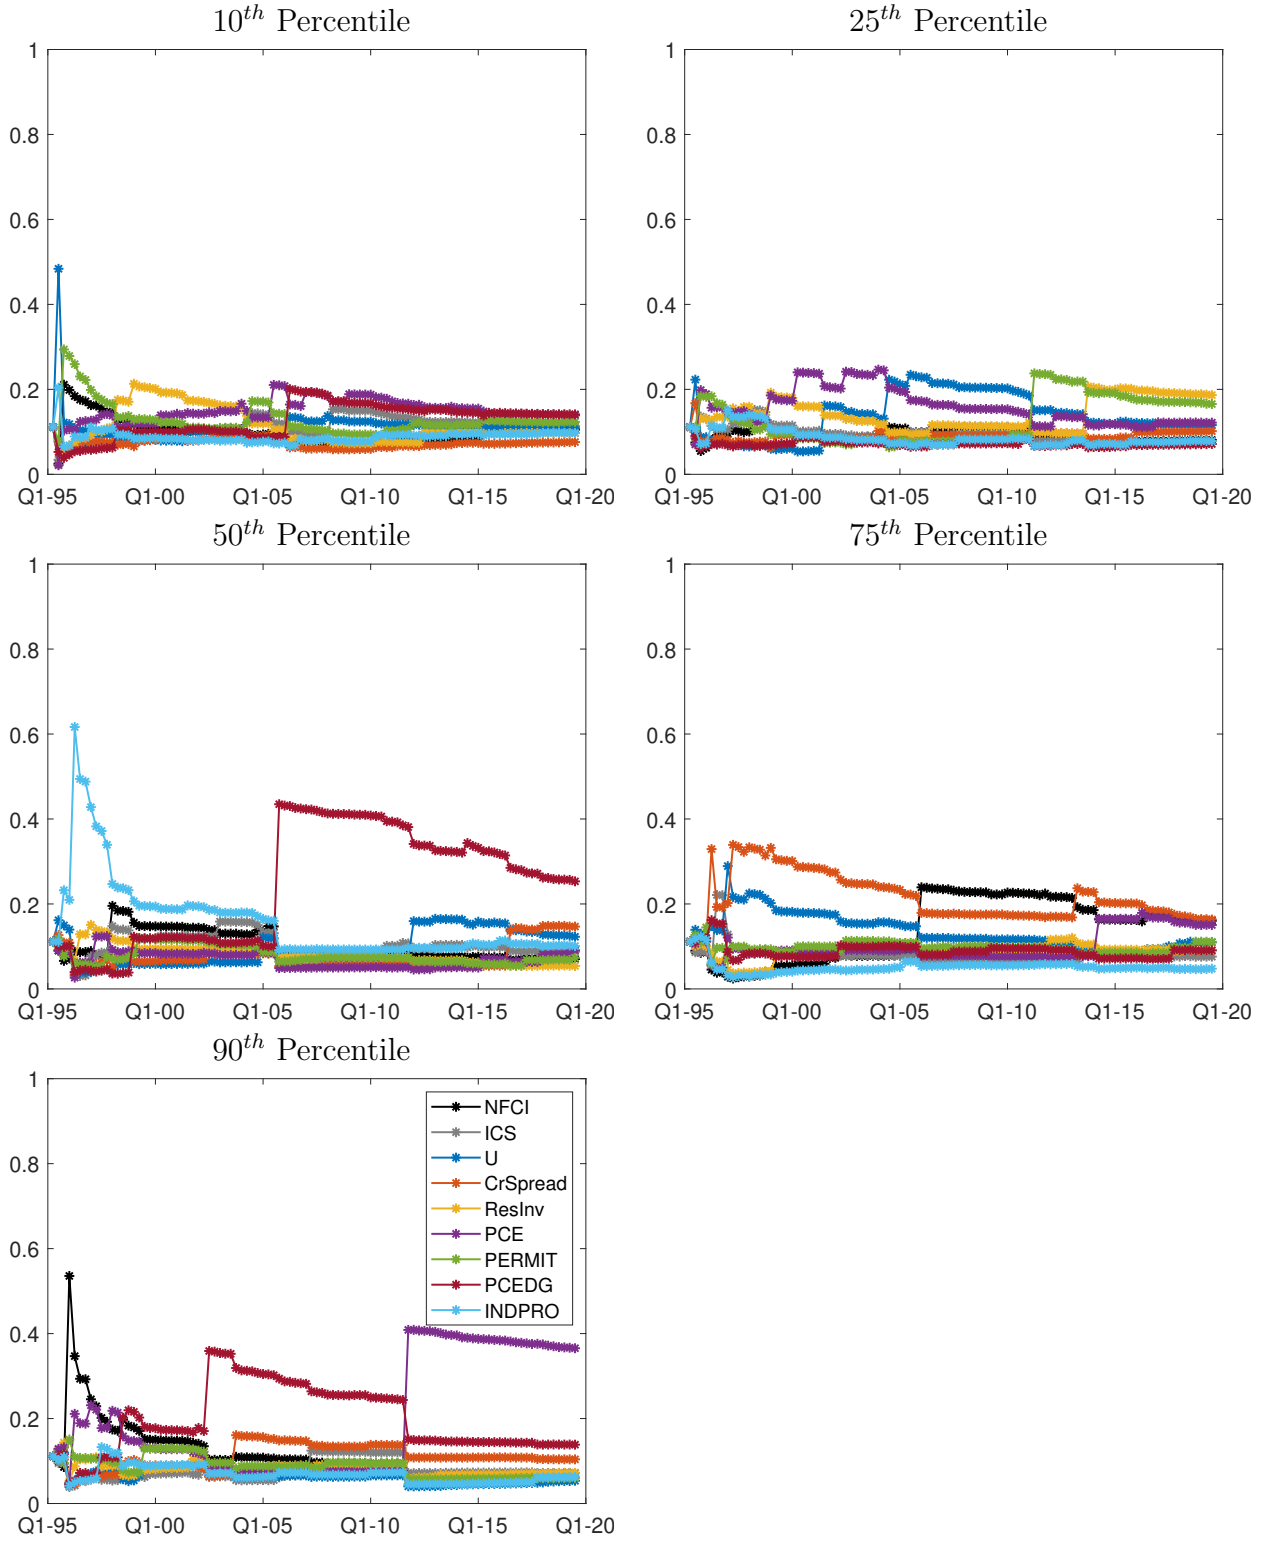 10th Percentile
1
0.8
0.6
0.4
0.2
0
Q1-95 Q1-00 Q1-05 Q1-10 Q1-15 Q1-20
25th Percentile
1
0.8
0.6
0.4
0.2
0
Q1-95 Q1-00 Q1-05 Q1-10 Q1-15 Q1-20
50th Percentile
1
0.8
0.6
0.4
0.2
0
Q1-95 Q1-00 Q1-05 Q1-10 Q1-15 Q1-20
75th Percentile
1
0.8
0.6
0.4
0.2
0
Q1-95 Q1-00 Q1-05 Q1-10 Q1-15 Q1-20
90th Percentile
1
0.8
0.6
0.4
0.2
0
Q1-95 Q1-00 Q1-05 Q1-10 Q1-15 Q1-20
NFCI
ICS
U
CrSpread
ResInv
PCE
PERMIT
PCEDG
INDPRO